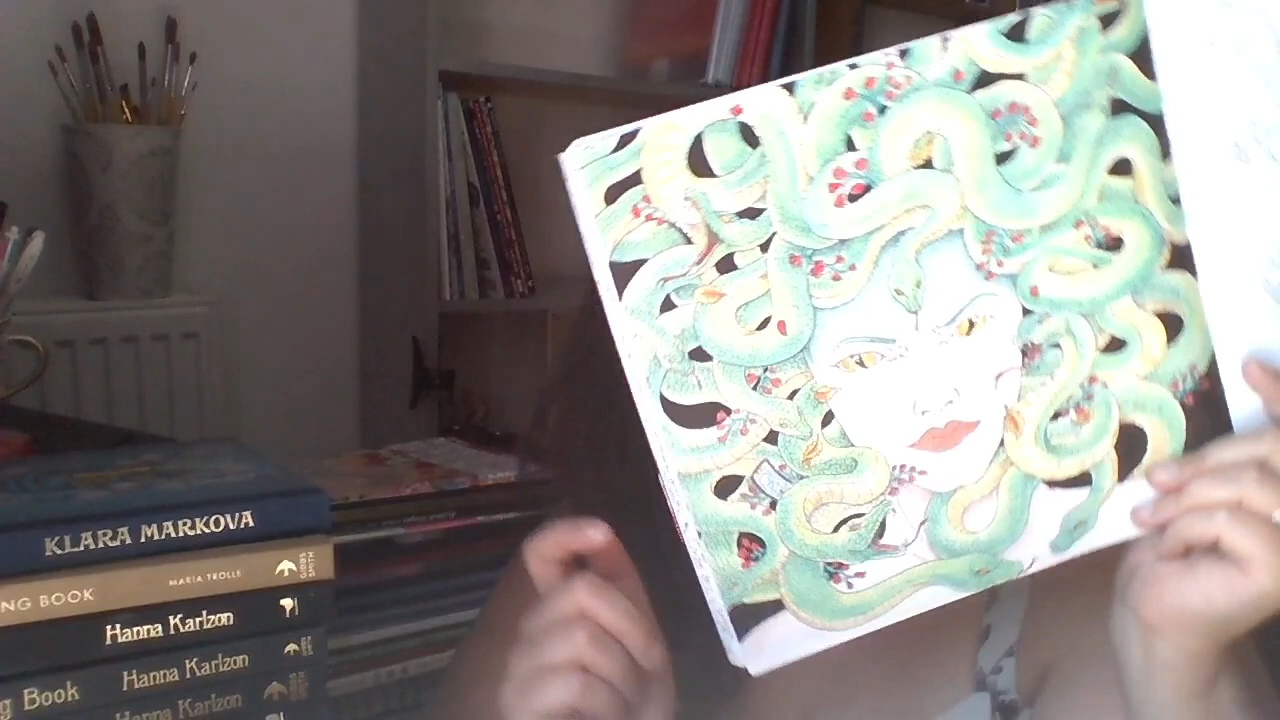 KLARA MARKOVA
MARIA TROLLE
GIBBS SMITH
NG BOOK
Hanna Karlzon
Hanna Karlzon
g Book
Hanna Karlzon